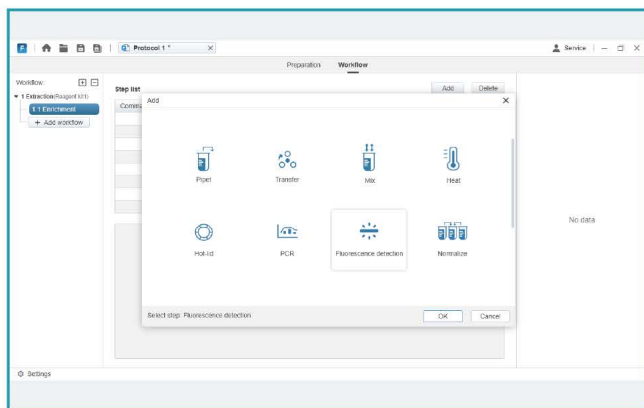 F Protocol 1 * Service
Preparation Workflow
Workflow:
1 Extraction(Reagent kit1)
1.1 Enrichment
+ Add workflow
Step list Add Delete
Comma
Add
Pipet Transfer Mix Heat
Hot-lid PCR Fluorescence detection Normalize
Select step: Fluorescence detection OK Cancel
No data
Settings